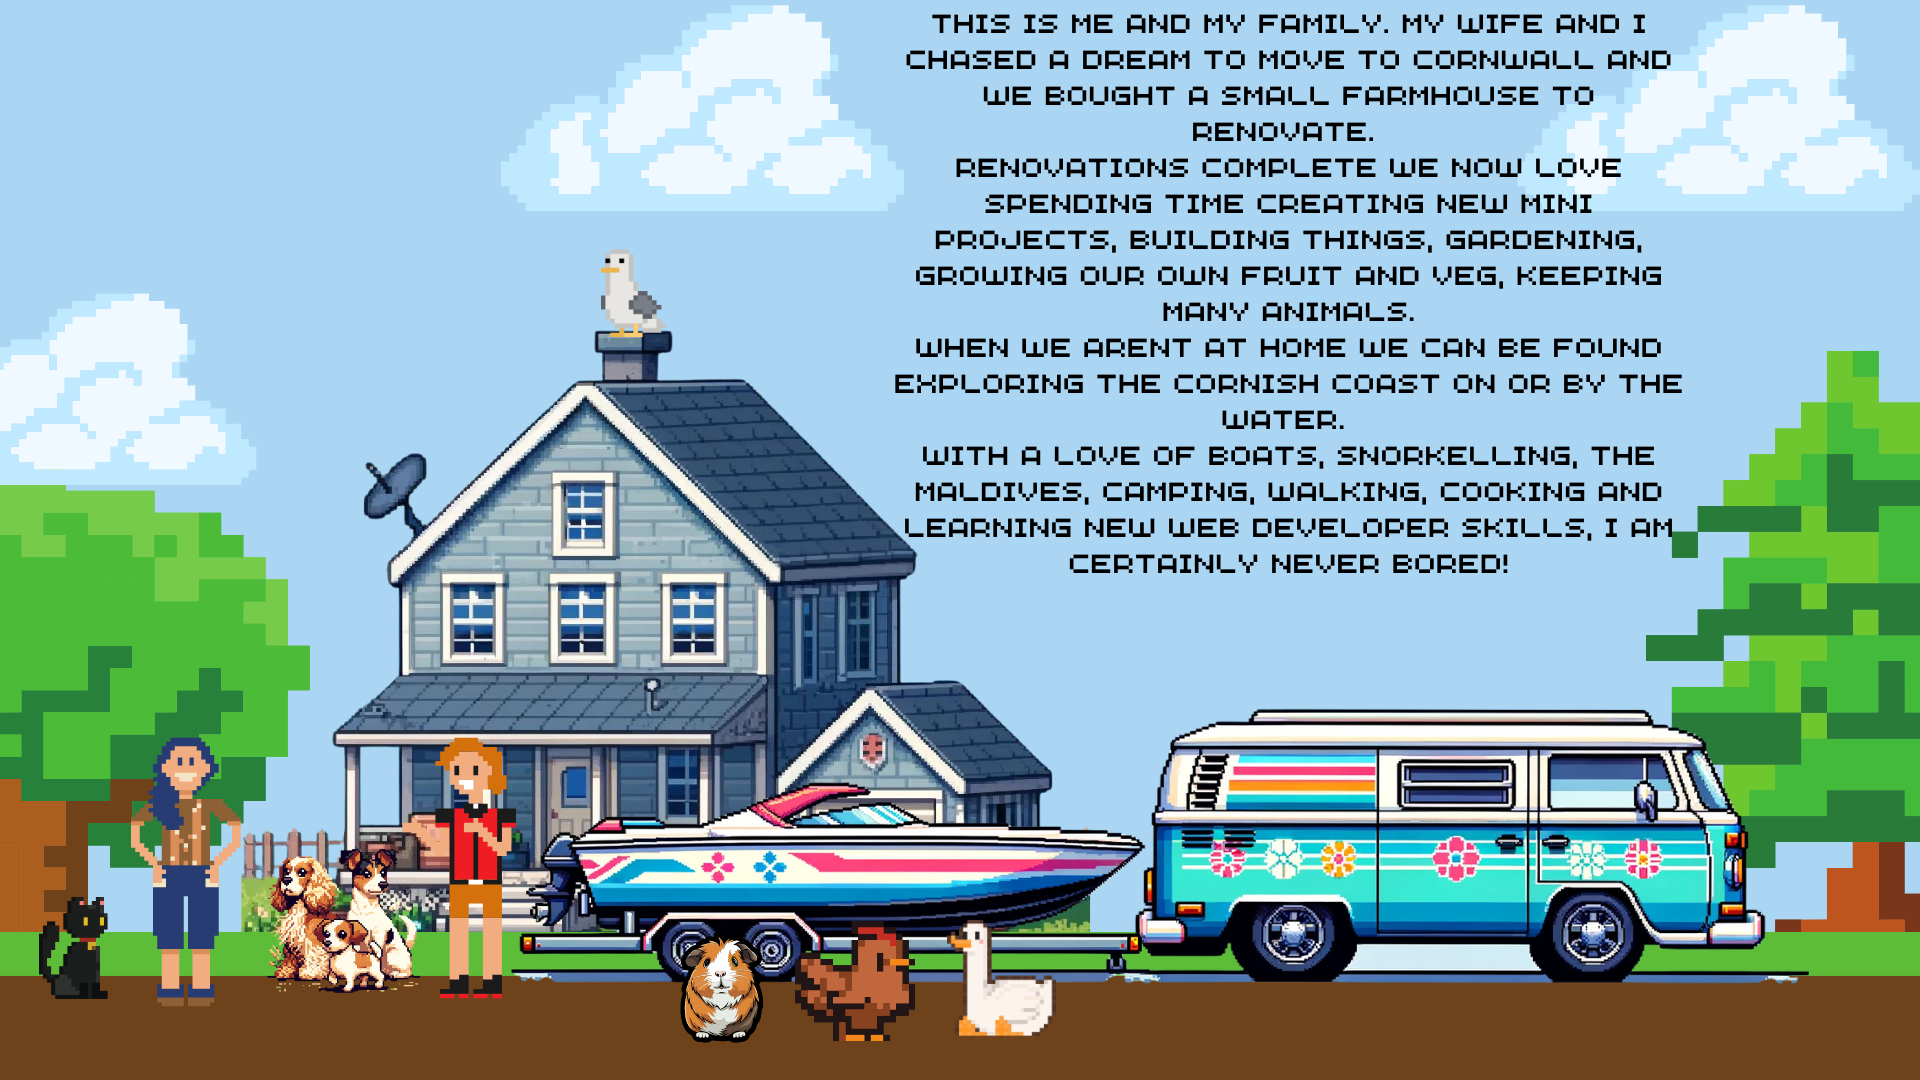 THIS IS ME AND MY FAMILY. MY WIFE AND I
CHASED A DREAM TO MOVE TO CORNWALL AND
WE BOUGHT A SMALL FARMHOUSE TO
RENOVATE.
RENOVATIONS COMPLETE WE NOW LOVE
SPENDING TIME CREATING NEW MINI
PROJECTS, BUILDING THINGS, GARDENING,
GROWING OUR OWN FRUIT AND VEG, KEEPING
MANY ANIMALS.
WHEN WE ARENT AT HOME WE CAN BE FOUND
EXPLORING THE CORNISH COAST ON OR BY THE
WATER.
WITH A LOVE OF BOATS, SNORKELLING, THE
MALDIVES, CAMPING, WALKING, COOKING AND
LEARNING NEW WEB DEVELOPER SKILLS, I AM
CERTAINLY NEVER BORED!